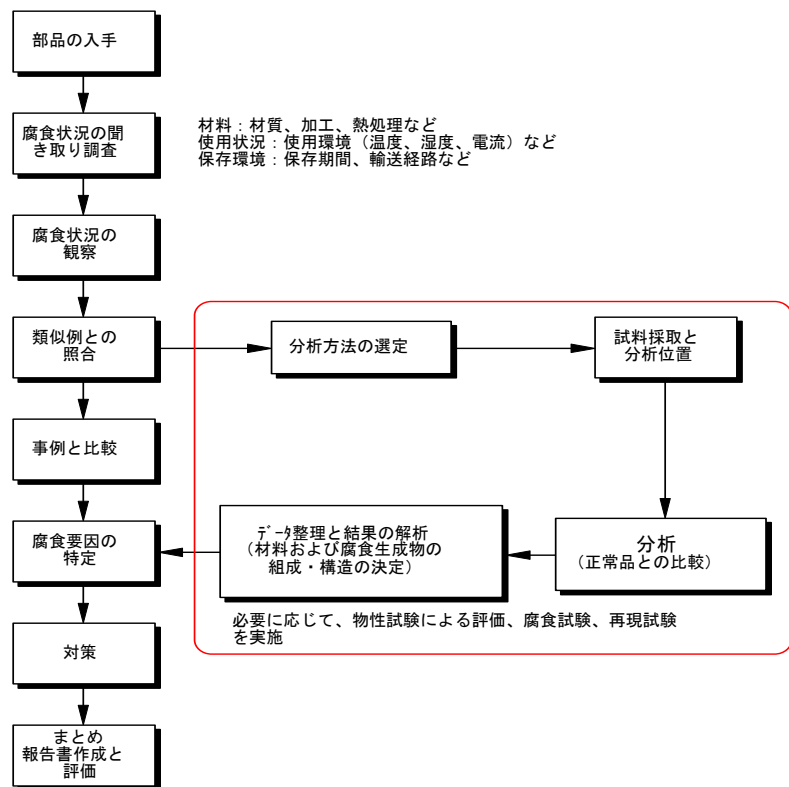 部品の入手
腐食状況の聞
き取り調査
材料：材質、加工、熱処理など
使用状況：使用環境（温度、湿度、電流）など
保存環境：保存期間、輸送経路など
腐食状況の
観察
類似例との
照合
分析方法の選定
試料採取と
分析位置
事例と比較
腐食要因の
特定
ﾃﾞｰﾀ整理と結果の解析
（材料および腐食生成物の
組成・構造の決定）
分析
（正常品との比較）
必要に応じて、物性試験による評価、腐食試験、再現試験
を実施
対策
まとめ
報告書作成と
評価